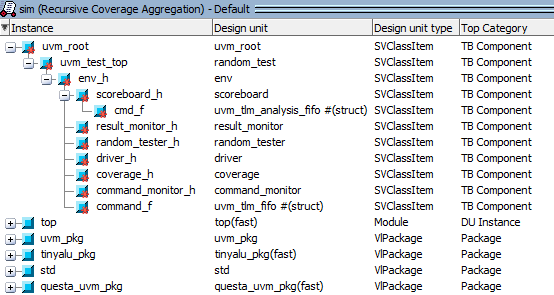 sim (Recursive Coverage Aggregation) - Default
Instance Design unit Design unit type Top Category
uvm_root uvm_root SVClassItem TB Component
uvm_test_top random_test SVClassItem TB Component
env_h env SVClassItem TB Component
scoreboard_h scoreboard SVClassItem TB Component
cmd_f uvm_tlm_analysis_fifo #(struct) SVClassItem TB Component
result_monitor_h result_monitor SVClassItem TB Component
random_tester_h random_tester SVClassItem TB Component
driver_h driver SVClassItem TB Component
coverage_h coverage SVClassItem TB Component
command_monitor_h command_monitor SVClassItem TB Component
command_f uvm_tlm_fifo #(struct) SVClassItem TB Component
top top(fast) Module DU Instance
uvm_pkg uvm_pkg VlPackage Package
tinyalu_pkg tinyalu_pkg(fast) VlPackage Package
std std VlPackage Package
questa_uvm_pkg questa_uvm_pkg(fast) VlPackage Package